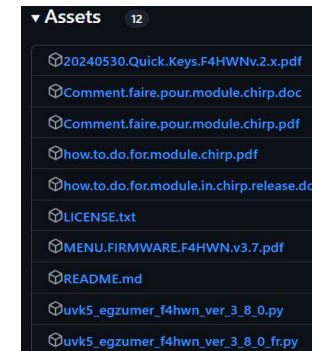 Assets 12
20240530.Quick.Keys.F4HWNv.2.x.pdf
Comment.faire.pour.module.chirp.doc
Comment.faire.pour.module.chirp.pdf
how.to.do.for.module.chirp.pdf
how.to.do.for.module.in.chirp.release.do
LICENSE.txt
MENU.FIRMWARE.F4HWN.v3.7.pdf
README.md
uvk5_egzumer_f4hwn_ver_3_8_0.py
uvk5_egzumer_f4hwn_ver_3_8_0_fr.py